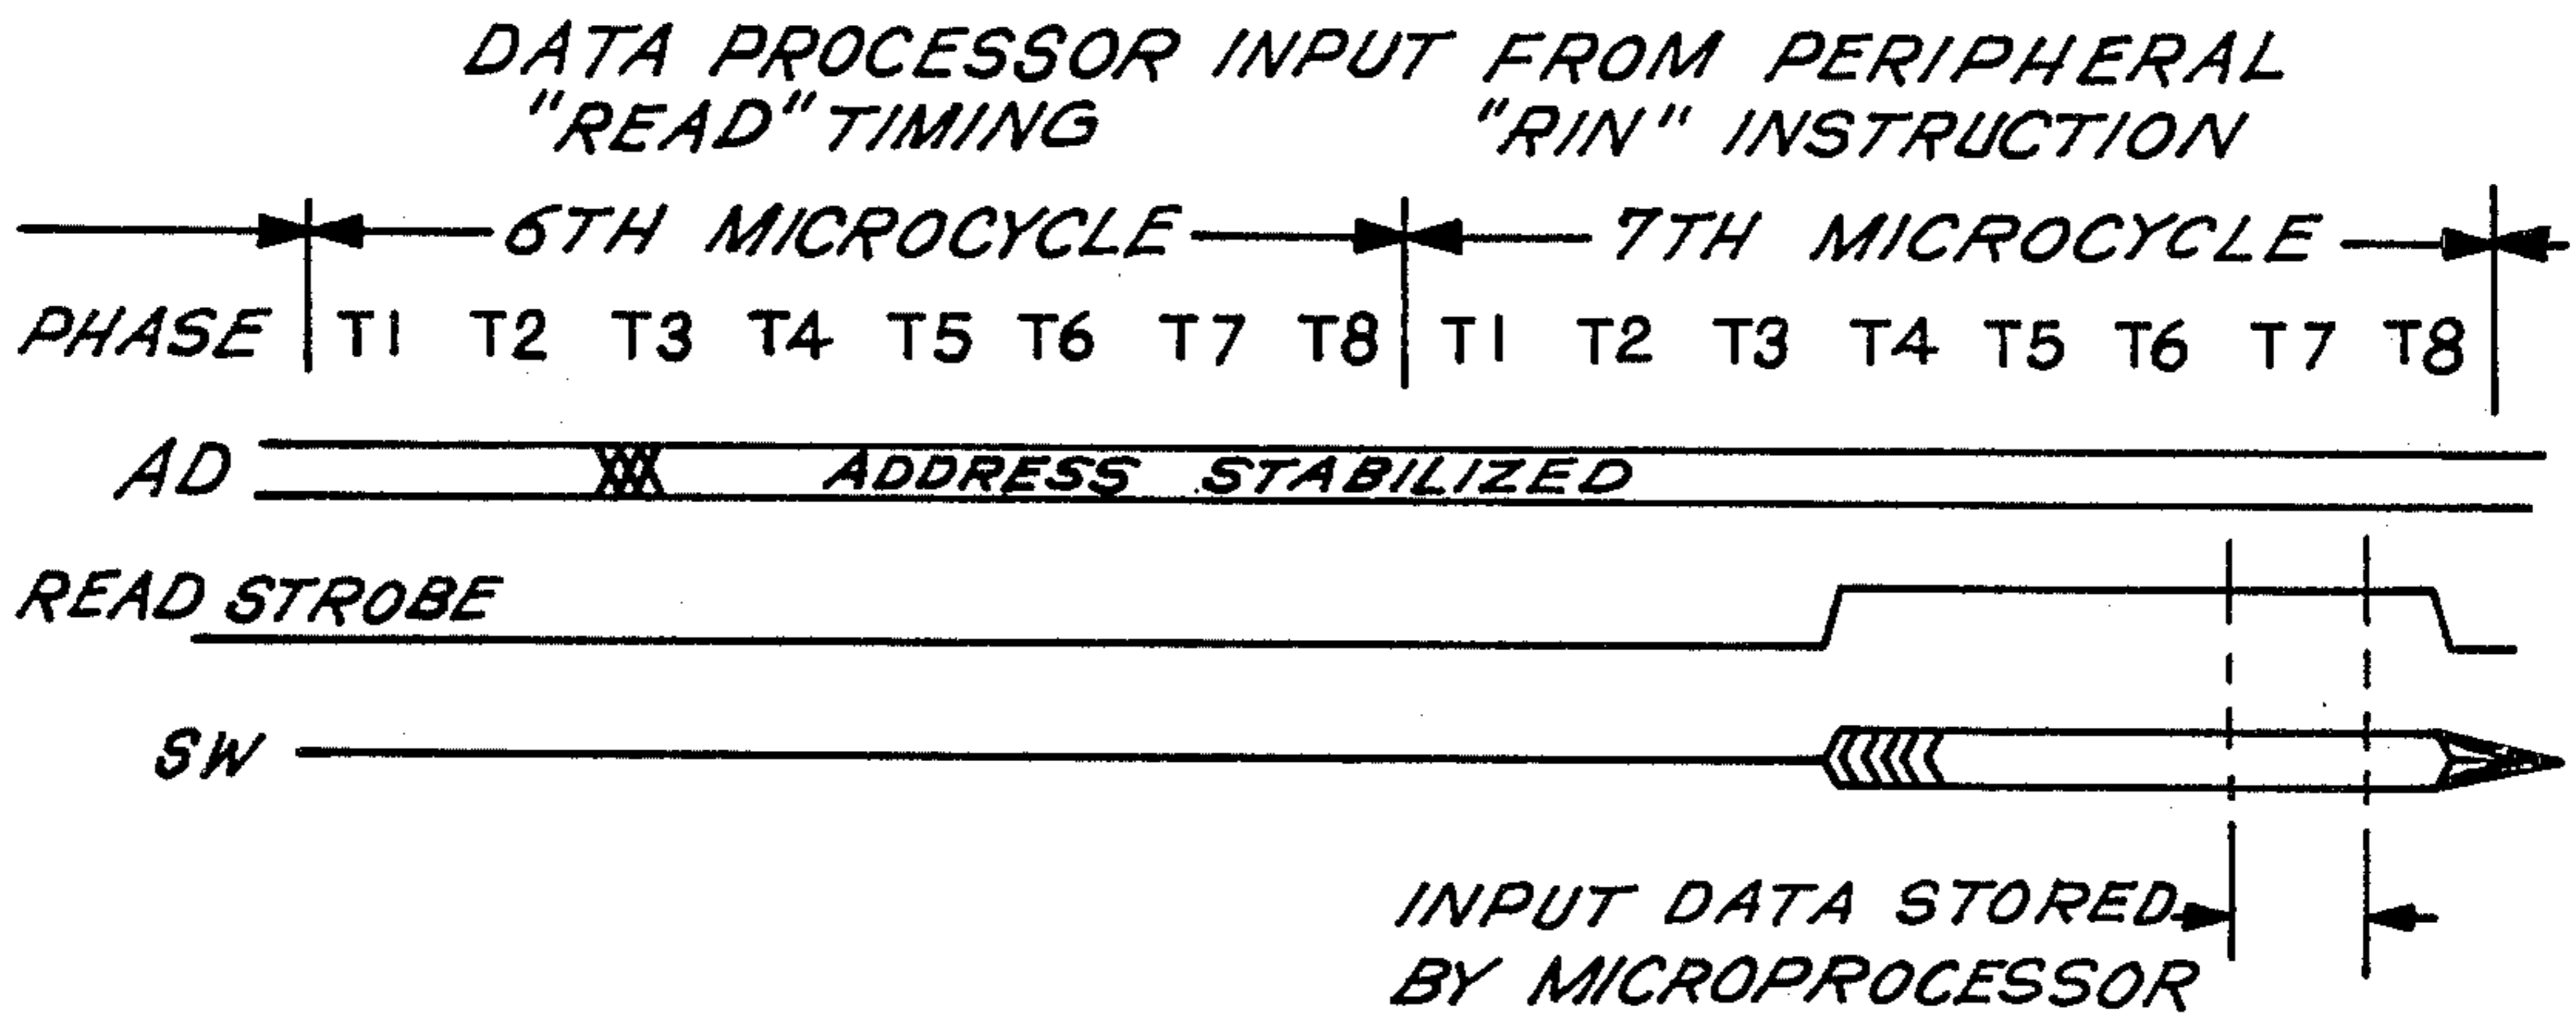 DATA PROCESSOR INPUT FROM PERIPHERAL
"READ" TIMING "RIN" INSTRUCTION
6TH MICROCYCLE 7TH MICROCYCLE
PHASE T1 T2 T3 T4 T5 T6 T7 T8 T1 T2 T3 T4 T5 T6 T7 T8
AD ADDRESS STABILIZED
READ STROBE
SW
INPUT DATA STORED
BY MICROPROCESSOR